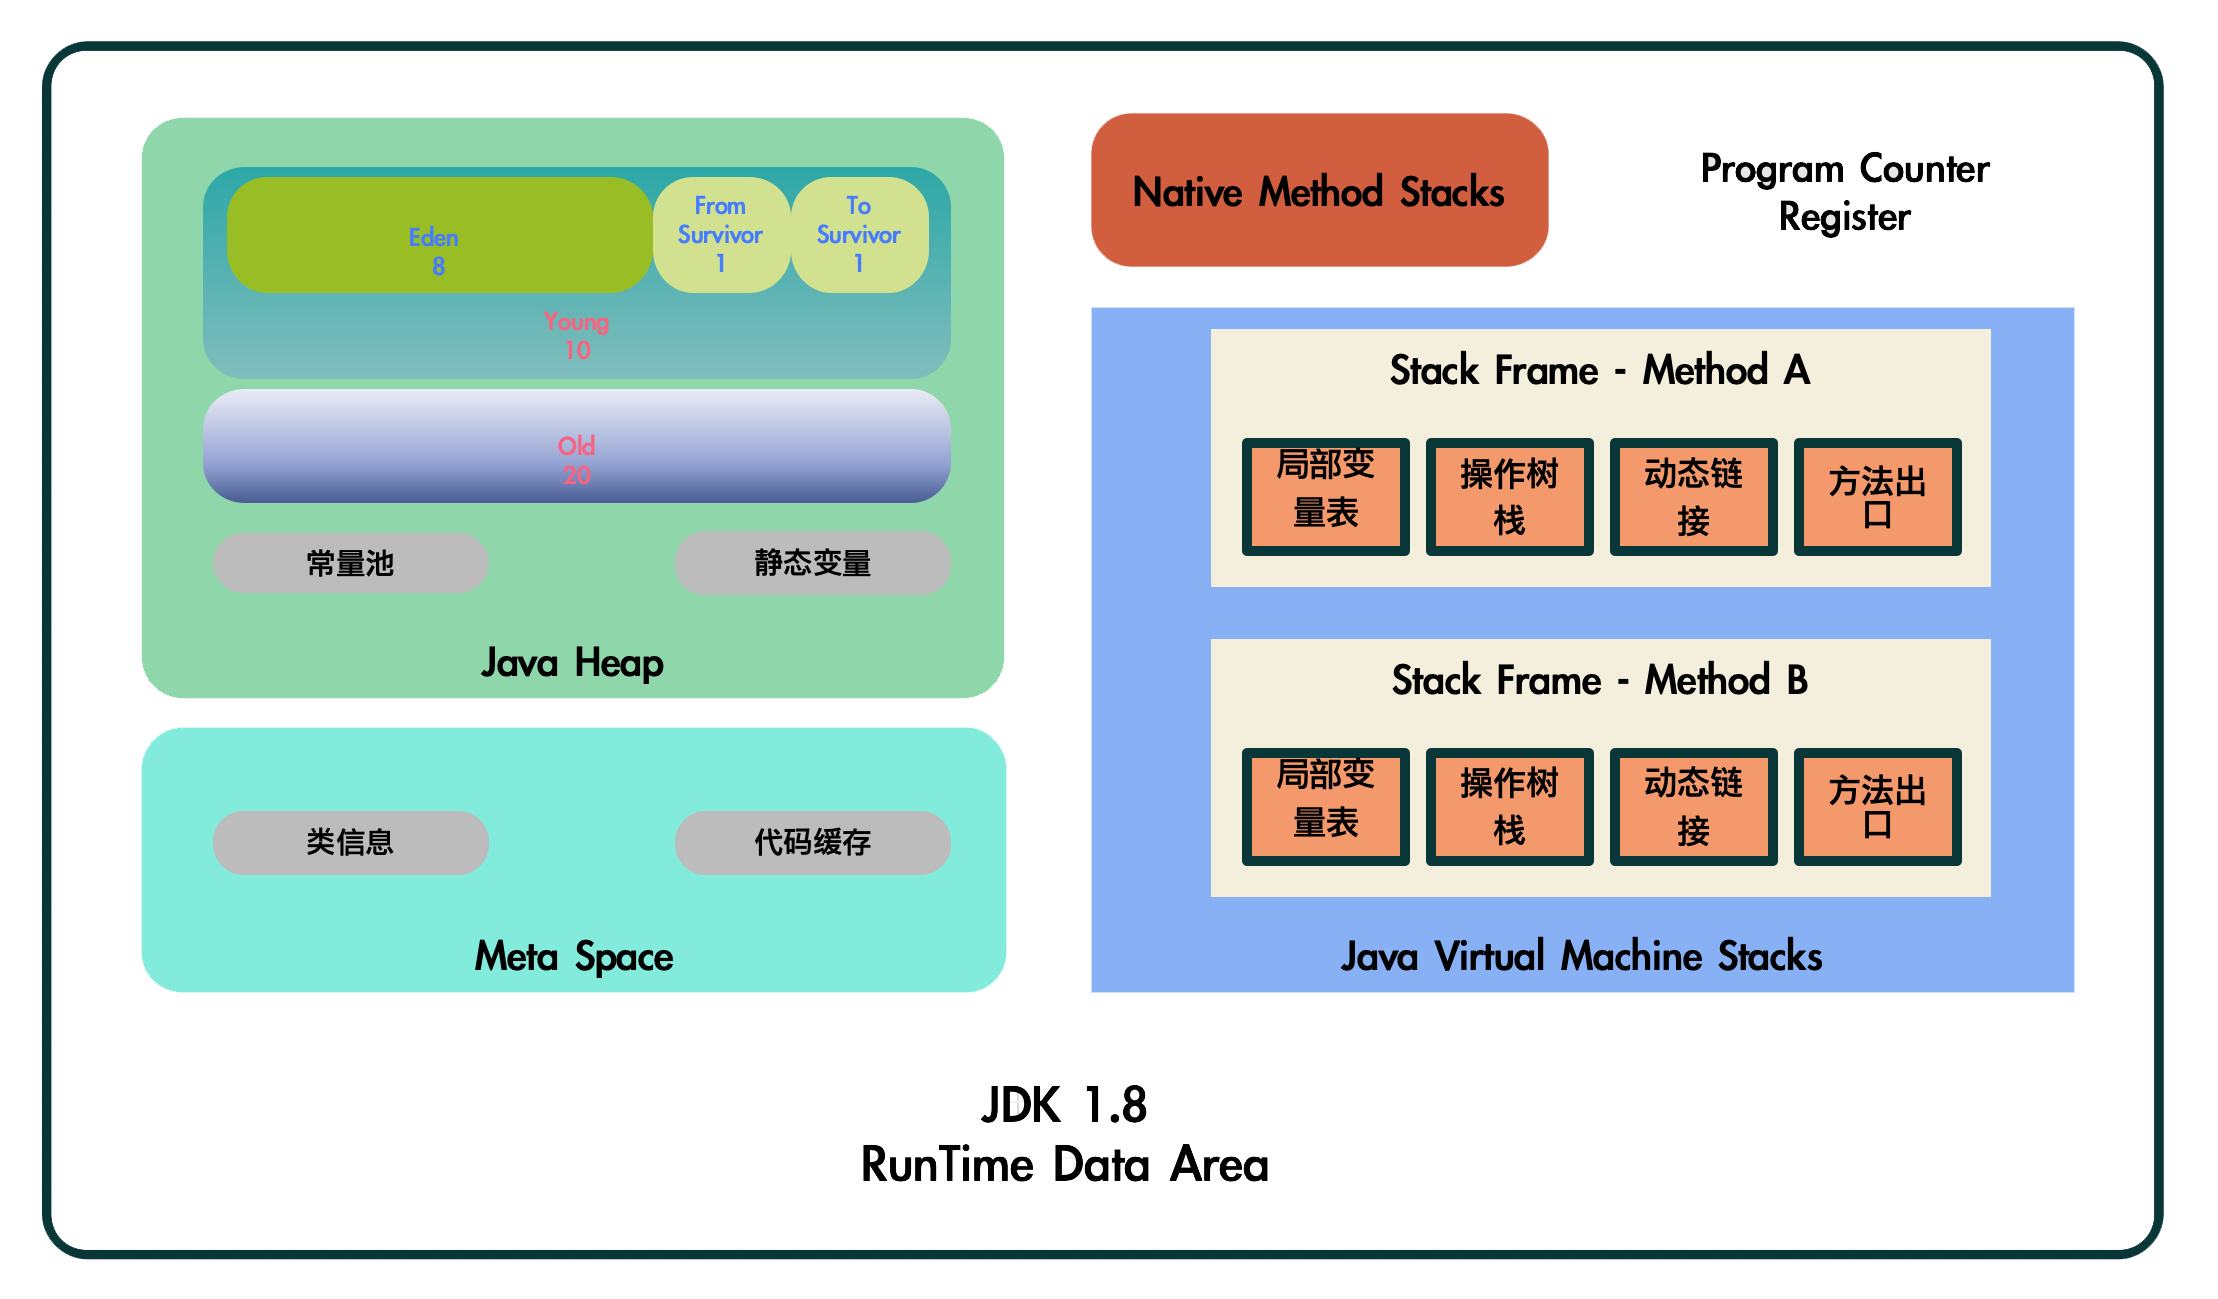 Eden
8
From
Survivor
1
To
Survivor
1
Young
10
Old
20
常量池
静态变量
Java Heap
类信息
代码缓存
Meta Space
Native Method Stacks
Program Counter
Register
Stack Frame - Method A
局部变
量表
操作树
栈
动态链
接
方法出
口
Stack Frame - Method B
局部变
量表
操作树
栈
动态链
接
方法出
口
Java Virtual Machine Stacks
JDK 1.8
RunTime Data Area